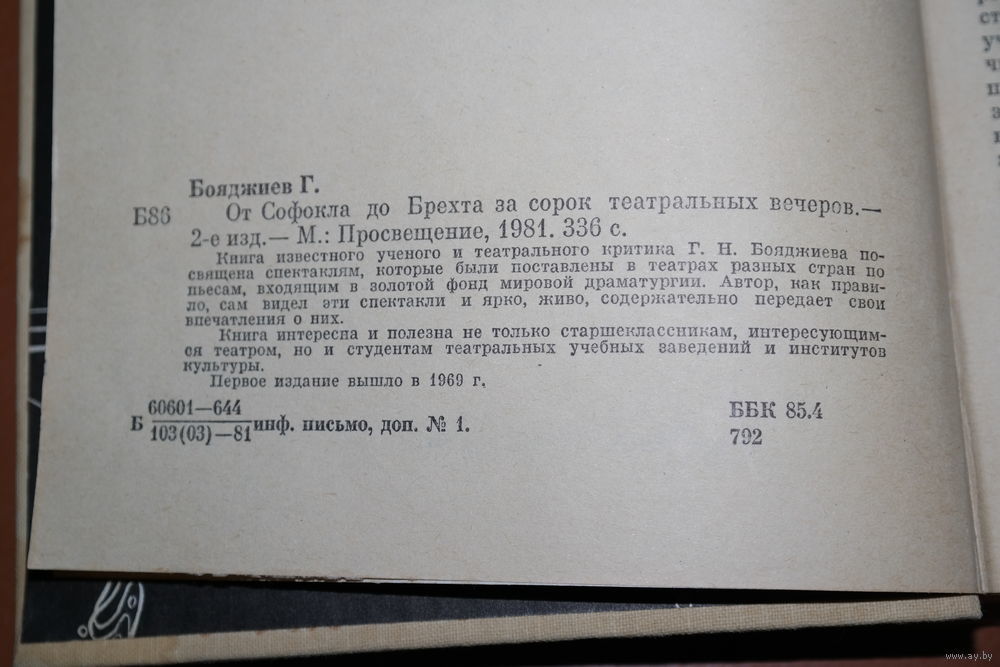 Бояджиев Г.
Б86 От Софокла до Брехта за сорок театральных вечеров.—
2-е изд.— М.: Просвещение, 1981. 336 с.
Книга известного ученого и театрального критика Г. Н. Бояджиева по-
священа спектаклям, которые были поставлены в театрах разных стран по
пьесам, входящим в золотой фонд мировой драматургии. Автор, как прави-
ло, сам видел эти спектакли и ярко, живо, содержательно передает свои
впечатления о них.
Книга интересна и полезна не только старшеклассникам, интересующим-
ся театром, но и студентам театральных учебных заведений и институтов
культуры.
Первое издание вышло в 1969 г.
60601—644
Б инф. письмо, доп. № 1.
103(03)—81
ББК 85.4
792
www.ay.by